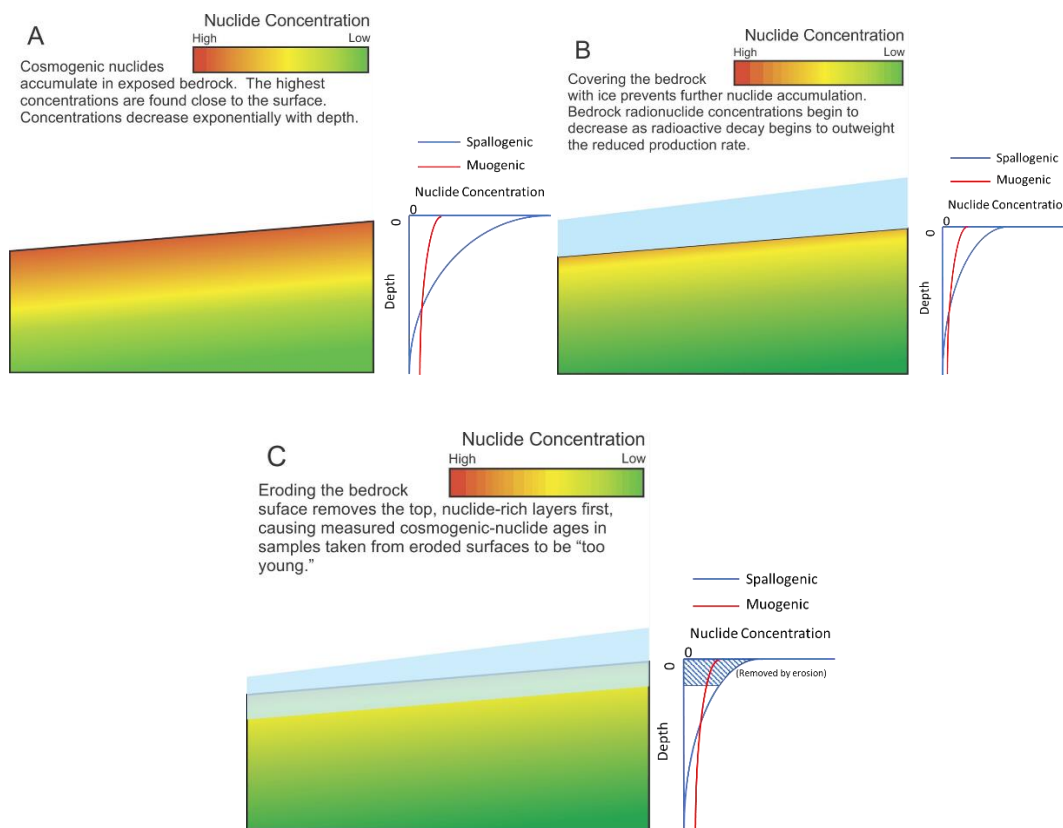 A
Nuclide Concentration
High Low
Cosmogenic nuclides
accumulate in exposed bedrock. The highest
concentrations are found close to the surface.
Concentrations decrease exponentially with depth.
Spallogenic
Muogenic
Nuclide Concentration
0
0
Depth
B
Nuclide Concentration
High Low
Covering the bedrock
with ice prevents further nuclide accumulation.
Bedrock radionuclide concentrations begin to
decrease as radioactive decay begins to outweight
the reduced production rate.
Spallogenic
Muogenic
Nuclide Concentratio
0
0
Depth
C
Nuclide Concentration
High Low
Eroding the bedrock
suface removes the top, nuclide-rich layers first,
causing measured cosmogenic-nuclide ages in
samples taken from eroded surfaces to be “too
young.”
Spallogenic
Muogenic
Nuclide Concentration
0
0
(Removed by erosion)
Depth